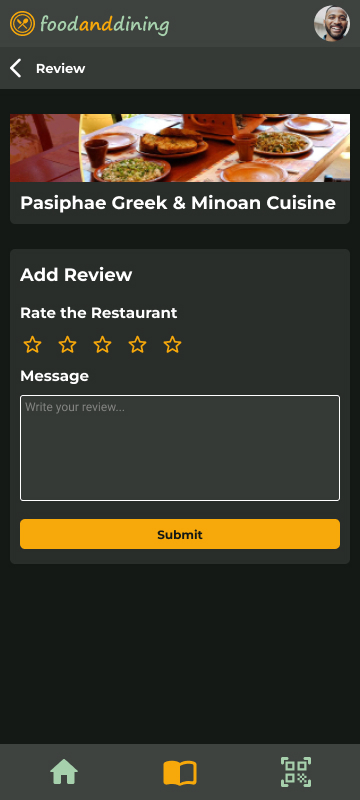 foodanddining
Review
Pasiphae Greek & Minoan Cuisine
Add Review
Rate the Restaurant
Message
Write your review...
Submit